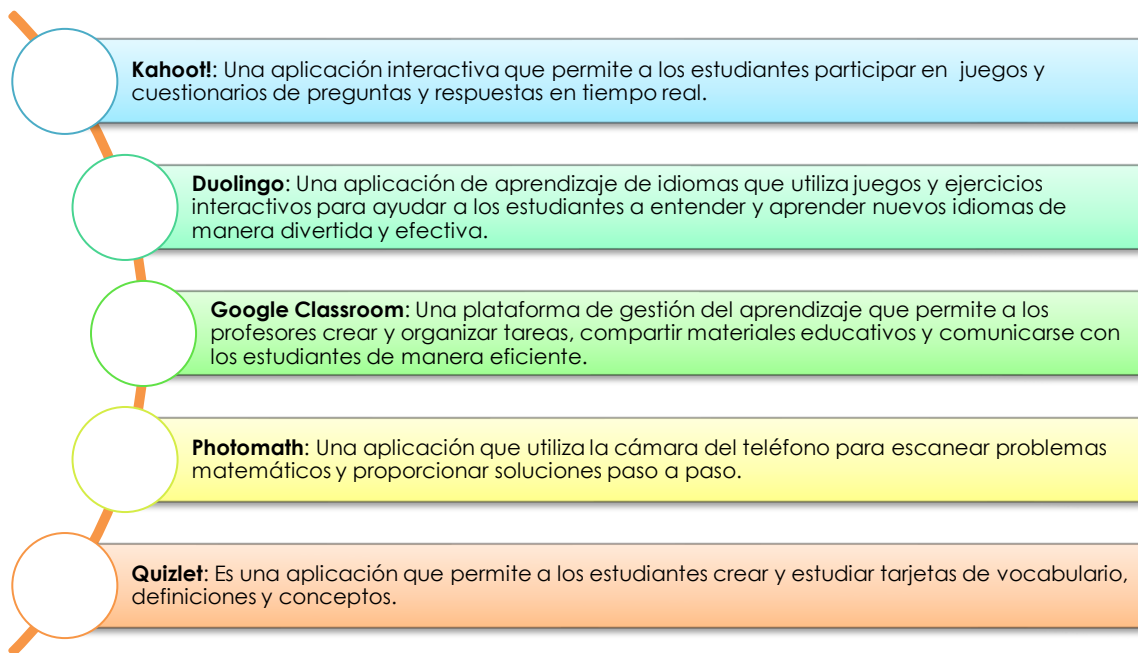 Kahoot!: Una aplicación interactiva que permite a los estudiantes participar en juegos y
cuestionarios de preguntas y respuestas en tiempo real.
Duolingo: Una aplicación de aprendizaje de idiomas que utiliza juegos y ejercicios
interactivos para ayudar a los estudiantes a entender y aprender nuevos idiomas de
manera divertida y efectiva.
Google Classroom: Una plataforma de gestión del aprendizaje que permite a los
profesores crear y organizar tareas, compartir materiales educativos y comunicarse con
los estudiantes de manera eficiente.
Photomath: Una aplicación que utiliza la cámara del teléfono para escanear problemas
matemáticos y proporcionar soluciones paso a paso.
Quizlet: Es una aplicación que permite a los estudiantes crear y estudiar tarjetas de vocabulario,
definiciones y conceptos.